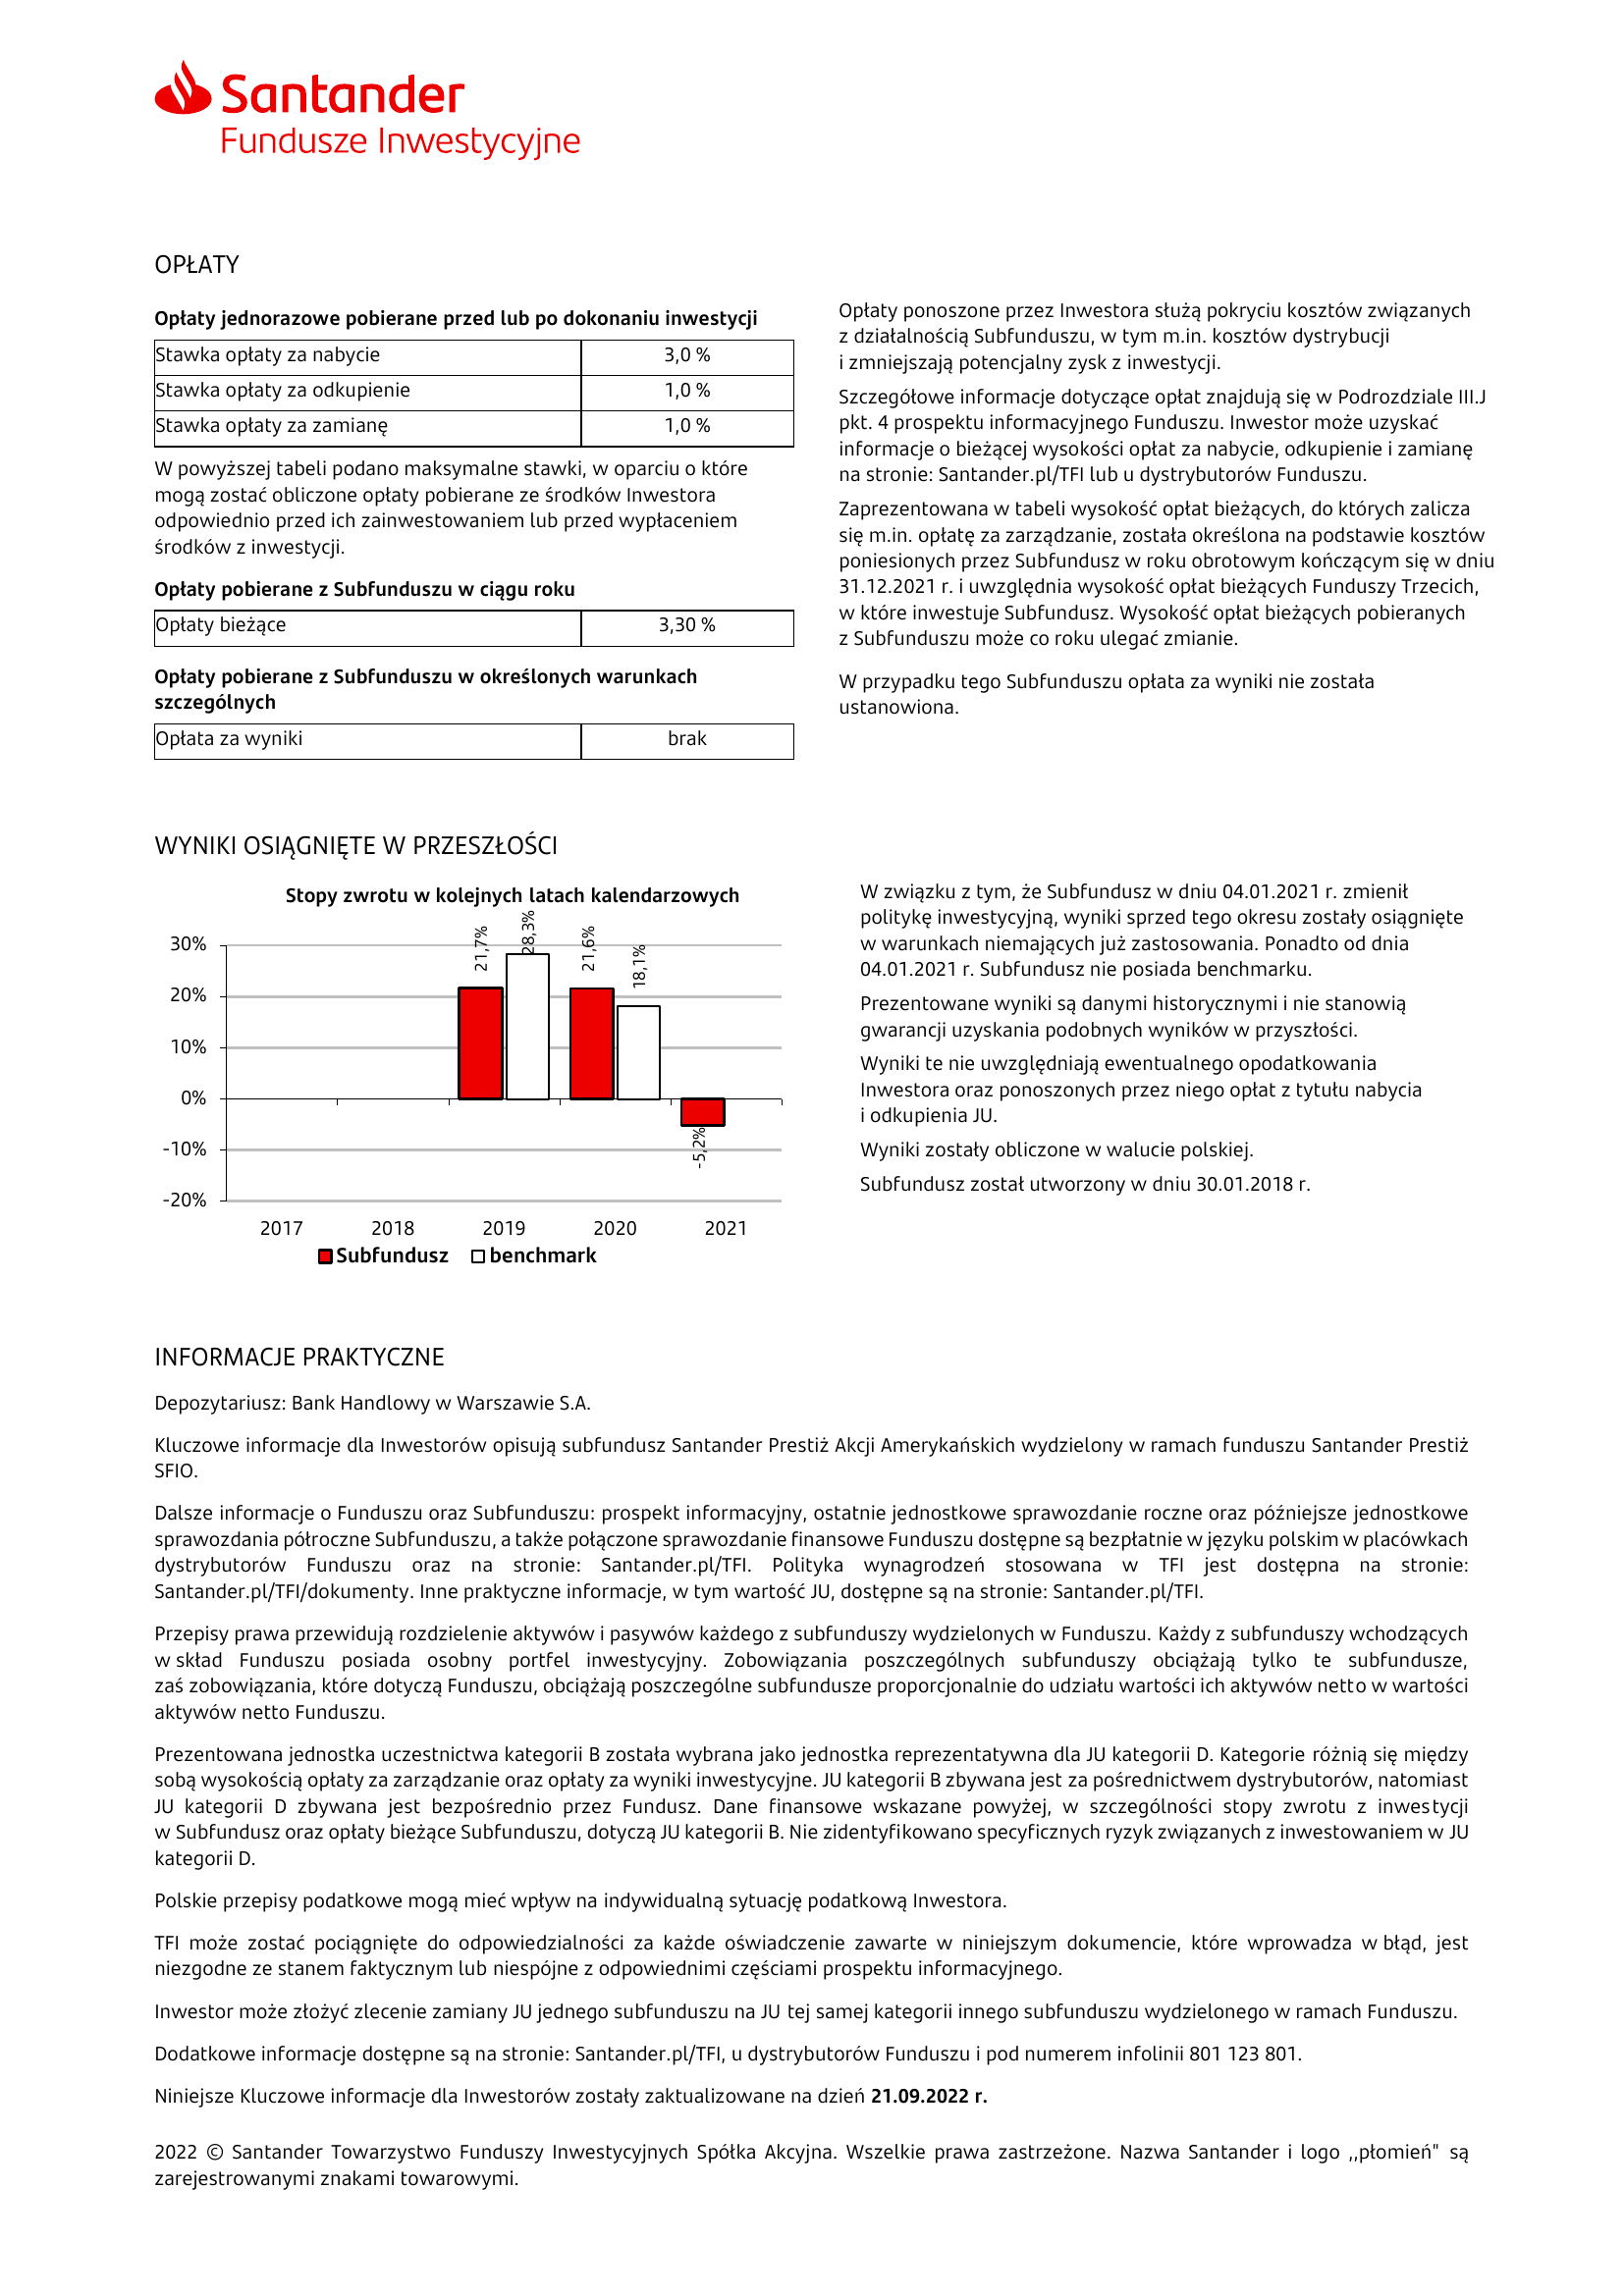 Santander
Fundusze Inwestycyjne
OPŁATY
Opłaty jednorazowe pobierane przed lub po dokonaniu inwestycji
Stawka opłaty za nabycie 3,0 %
Stawka opłaty za odkupienie 1,0 %
Stawka opłaty za zamianę 1,0 %
W powyższej tabeli podano maksymalne stawki, w oparciu o które
mogą zostać obliczone opłaty pobierane ze środków Inwestora
odpowiednio przed ich zainwestowaniem lub przed wypłaceniem
środków z inwestycji.
Opłaty pobierane z Subfunduszu w ciągu roku
Opłaty bieżące 3,30 %
Opłaty pobierane z Subfunduszu w określonych warunkach
szczególnych
Opłata za wyniki brak
Opłaty ponoszone przez Inwestora służą pokryciu kosztów związanych
z działalnością Subfunduszu, w tym m.in. kosztów dystrybucji
i zmniejszają potencjalny zysk z inwestycji.
Szczegółowe informacje dotyczące opłat znajdują się w Podrozdziale III.J
pkt. 4 prospektu informacyjnego Funduszu. Inwestor może uzyskać
informacje o bieżącej wysokości opłat za nabycie, odkupienie i zamianę
na stronie: Santander.pl/TFI lub u dystrybutorów Funduszu.
Zaprezentowana w tabeli wysokość opłat bieżących, do których zalicza
się m.in. opłatę za zarządzanie, została określona na podstawie kosztów
poniesionych przez Subfundusz w roku obrotowym kończącym się w dniu
31.12.2021 r. i uwzględnia wysokość opłat bieżących Funduszy Trzecich,
w które inwestuje Subfundusz. Wysokość opłat bieżących pobieranych
z Subfunduszu może co roku ulegać zmianie.
W przypadku tego Subfunduszu opłata za wyniki nie została
ustanowiona.
WYNIKI OSIĄGNIĘTE W PRZESZŁOŚCI
Stopy zwrotu w kolejnych latach kalendarzowych
30%
20%
10%
0%
-10%
-20%
21,7%
28,3%
21,6%
18,1%
-5,2%
2017 2018 2019 2020 2021
Subfundusz benchmark
W związku z tym, że Subfundusz w dniu 04.01.2021 r. zmienił
politykę inwestycyjną, wyniki sprzed tego okresu zostały osiągnięte
w warunkach niemających już zastosowania. Ponadto od dnia
04.01.2021 r. Subfundusz nie posiada benchmarku.
Prezentowane wyniki są danymi historycznymi i nie stanowią
gwarancji uzyskania podobnych wyników w przyszłości.
Wyniki te nie uwzględniają ewentualnego opodatkowania
Inwestora oraz ponoszonych przez niego opłat z tytułu nabycia
i odkupienia JU.
Wyniki zostały obliczone w walucie polskiej.
Subfundusz został utworzony w dniu 30.01.2018 r.
INFORMACJE PRAKTYCZNE
Depozytariusz: Bank Handlowy w Warszawie S.A.
Kluczowe informacje dla Inwestorów opisują subfundusz Santander Prestiż Akcji Amerykańskich wydzielony w ramach funduszu Santander Prestiż
SFIO.
Dalsze informacje o Funduszu oraz Subfunduszu: prospekt informacyjny, ostatnie jednostkowe sprawozdanie roczne oraz późniejsze jednostkowe
sprawozdania półroczne Subfunduszu, a także połączone sprawozdanie finansowe Funduszu dostępne są bezpłatnie w języku polskim w placówkach
dystrybutorów Funduszu oraz na stronie: Santander.pl/TFI. Polityka wynagrodzeń stosowana w TFI jest dostępna na stronie:
Santander.pl/TFI/dokumenty. Inne praktyczne informacje, w tym wartość JU, dostępne są na stronie: Santander.pl/TFI.
Przepisy prawa przewidują rozdzielenie aktywów i pasywów każdego z subfunduszy wydzielonych w Funduszu. Każdy z subfunduszy wchodzących
w skład Funduszu posiada osobny portfel inwestycyjny. Zobowiązania poszczególnych subfunduszy obciążają tylko te subfundusze,
zaś zobowiązania, które dotyczą Funduszu, obciążają poszczególne subfundusze proporcjonalnie do udziału wartości ich aktywów netto w wartości
aktywów netto Funduszu.
Prezentowana jednostka uczestnictwa kategorii B została wybrana jako jednostka reprezentatywna dla JU kategorii D. Kategorie różnią się między
sobą wysokością opłaty za zarządzanie oraz opłaty za wyniki inwestycyjne. JU kategorii B zbywana jest za pośrednictwem dystrybutorów, natomiast
JU kategorii D zbywana jest bezpośrednio przez Fundusz. Dane finansowe wskazane powyżej, w szczególności stopy zwrotu z inwestycji
w Subfundusz oraz opłaty bieżące Subfunduszu, dotyczą JU kategorii B. Nie zidentyfikowano specyficznych ryzyk związanych z inwestowaniem w JU
kategorii D.
Polskie przepisy podatkowe mogą mieć wpływ na indywidualną sytuację podatkową Inwestora.
TFI może zostać pociągnięte do odpowiedzialności za każde oświadczenie zawarte w niniejszym dokumencie, które wprowadza w błąd, jest
niezgodne ze stanem faktycznym lub niespójne z odpowiednimi częściami prospektu informacyjnego.
Inwestor może złożyć zlecenie zamiany JU jednego subfunduszu na JU tej samej kategorii innego subfunduszu wydzielonego w ramach Funduszu.
Dodatkowe informacje dostępne są na stronie: Santander.pl/TFI, u dystrybutorów Funduszu i pod numerem infolinii 801 123 801.
Niniejsze Kluczowe informacje dla Inwestorów zostały zaktualizowane na dzień 21.09.2022 r.
2022 © Santander Towarzystwo Funduszy Inwestycyjnych Spółka Akcyjna. Wszelkie prawa zastrzeżone. Nazwa Santander i logo ,,płomień" są
zarejestrowanymi znakami towarowymi.